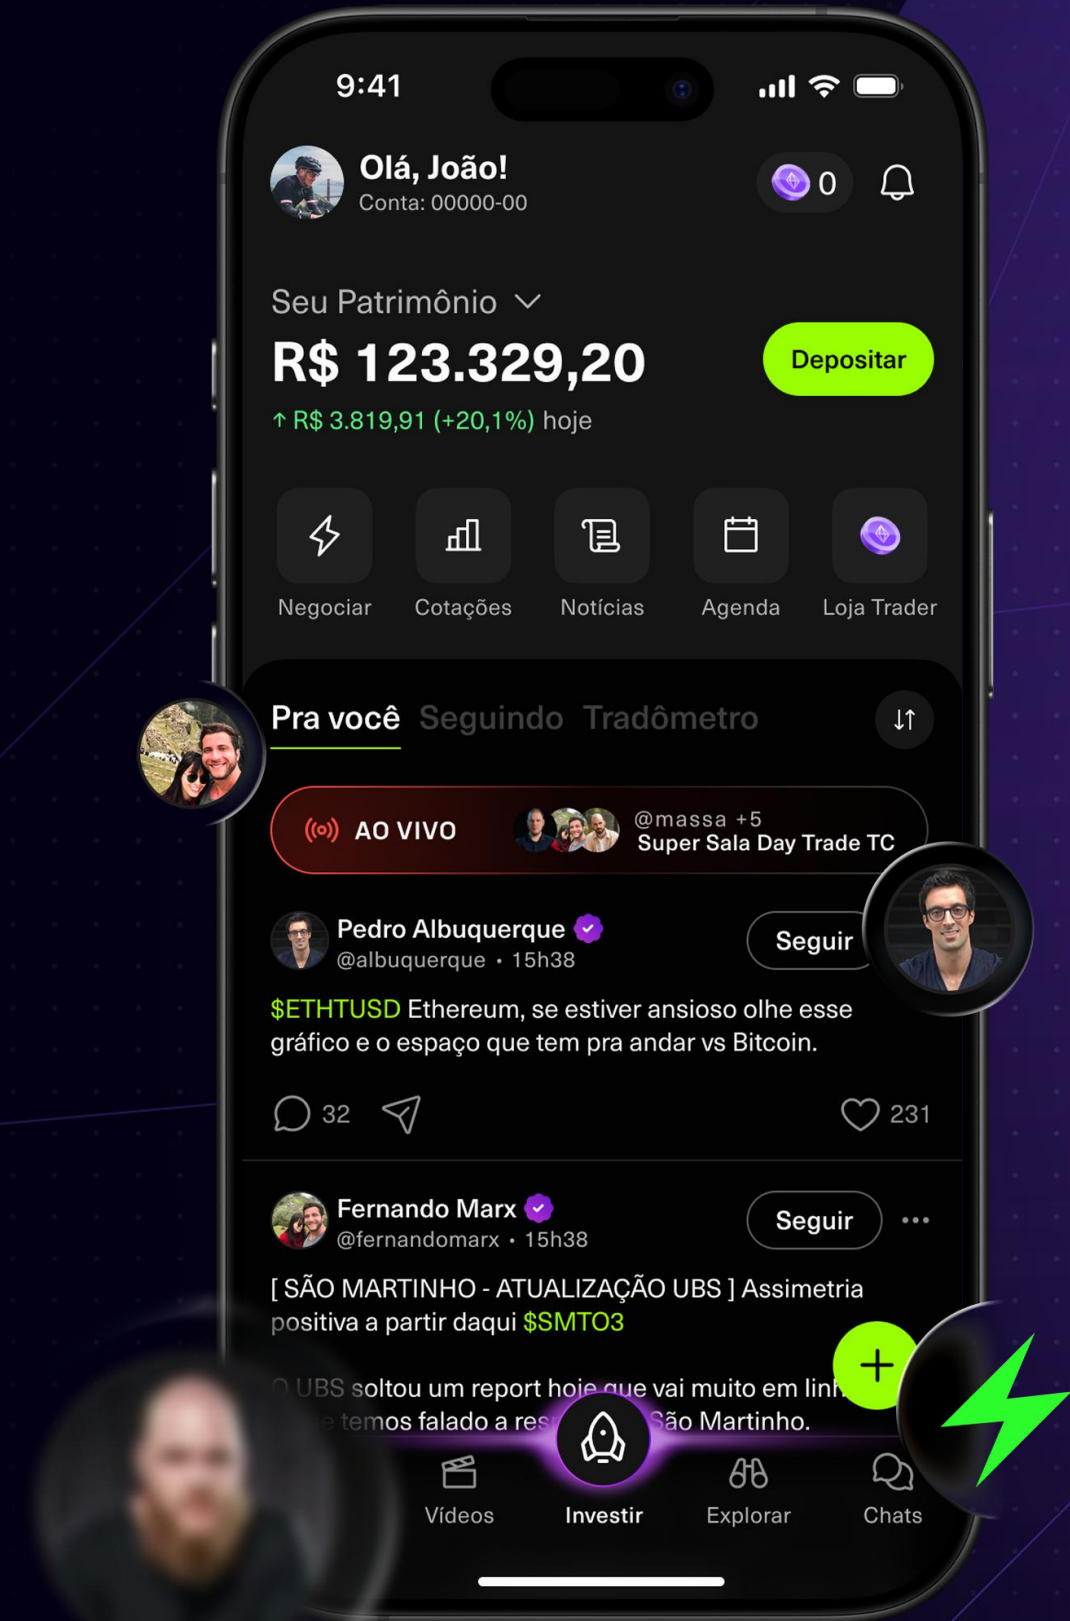 9:41
Olá, João!
Conta: 00000-00
0
Seu Patrimônio
R$ 123.329,20
Depositar
↑ R$ 3.819,91 (+20,1%) hoje
Negociar
Cotações
Notícias
Agenda
Loja Trader
Pra você Seguindo Tradômetro
AO VIVO
@massa +5
Super Sala Day Trade TC
Pedro Albuquerque
@albuquerque • 15h38
Seguir
$ETHTUSD Ethereum, se estiver ansioso olhe esse
gráfico e o espaço que tem pra andar vs Bitcoin.
32
231
Fernando Marx
@fernandomarx • 15h38
Seguir
[ SÃO MARTINHO - ATUALIZAÇÃO UBS ] Assimetria
positiva a partir daqui $SMTO3
O UBS soltou um report hoje que vai muito em
temos falado a São Martinho.
Vídeos
Investir
Explorar
Chats